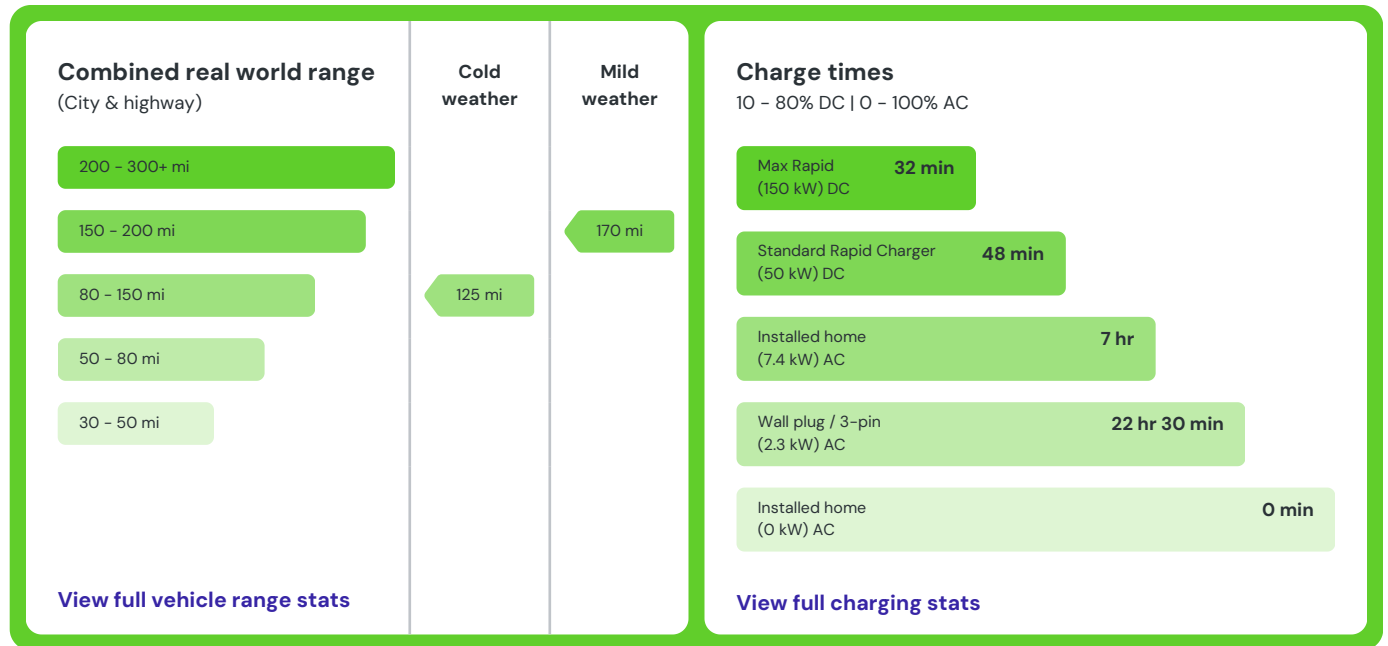 Combined real world range
(City & highway)
Cold
weather
Mild
weather
200 - 300+ mi
150 - 200 mi
170 mi
80 - 150 mi
125 mi
50 - 80 mi
30 - 50 mi
View full vehicle range stats
Charge times
10 - 80% DC | 0 - 100% AC
Max Rapid
(150 kW) DC
32 min
Standard Rapid Charger
(50 kW) DC
48 min
Installed home
(7.4 kW) AC
7 hr
Wall plug / 3-pin
(2.3 kW) AC
22 hr 30 min
Installed home
(0 kW) AC
0 min
View full charging stats